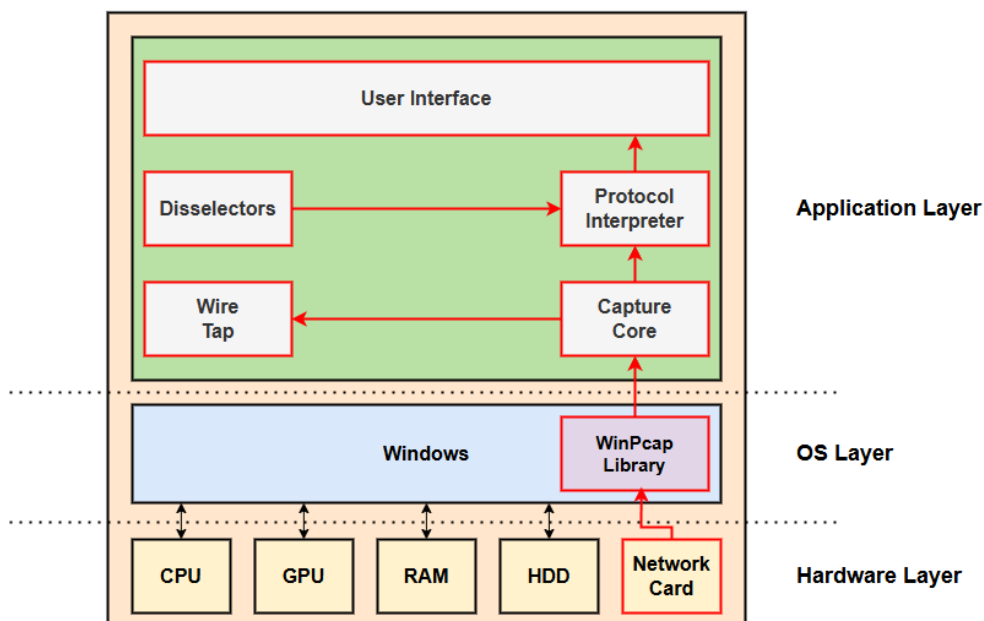 User Interface
Disselectors
Protocol
Interpreter
Application Layer
Wire
Tap
Capture
Core
Windows
WinPcap
Library
OS Layer
CPU
GPU
RAM
HDD
Network
Card
Hardware Layer